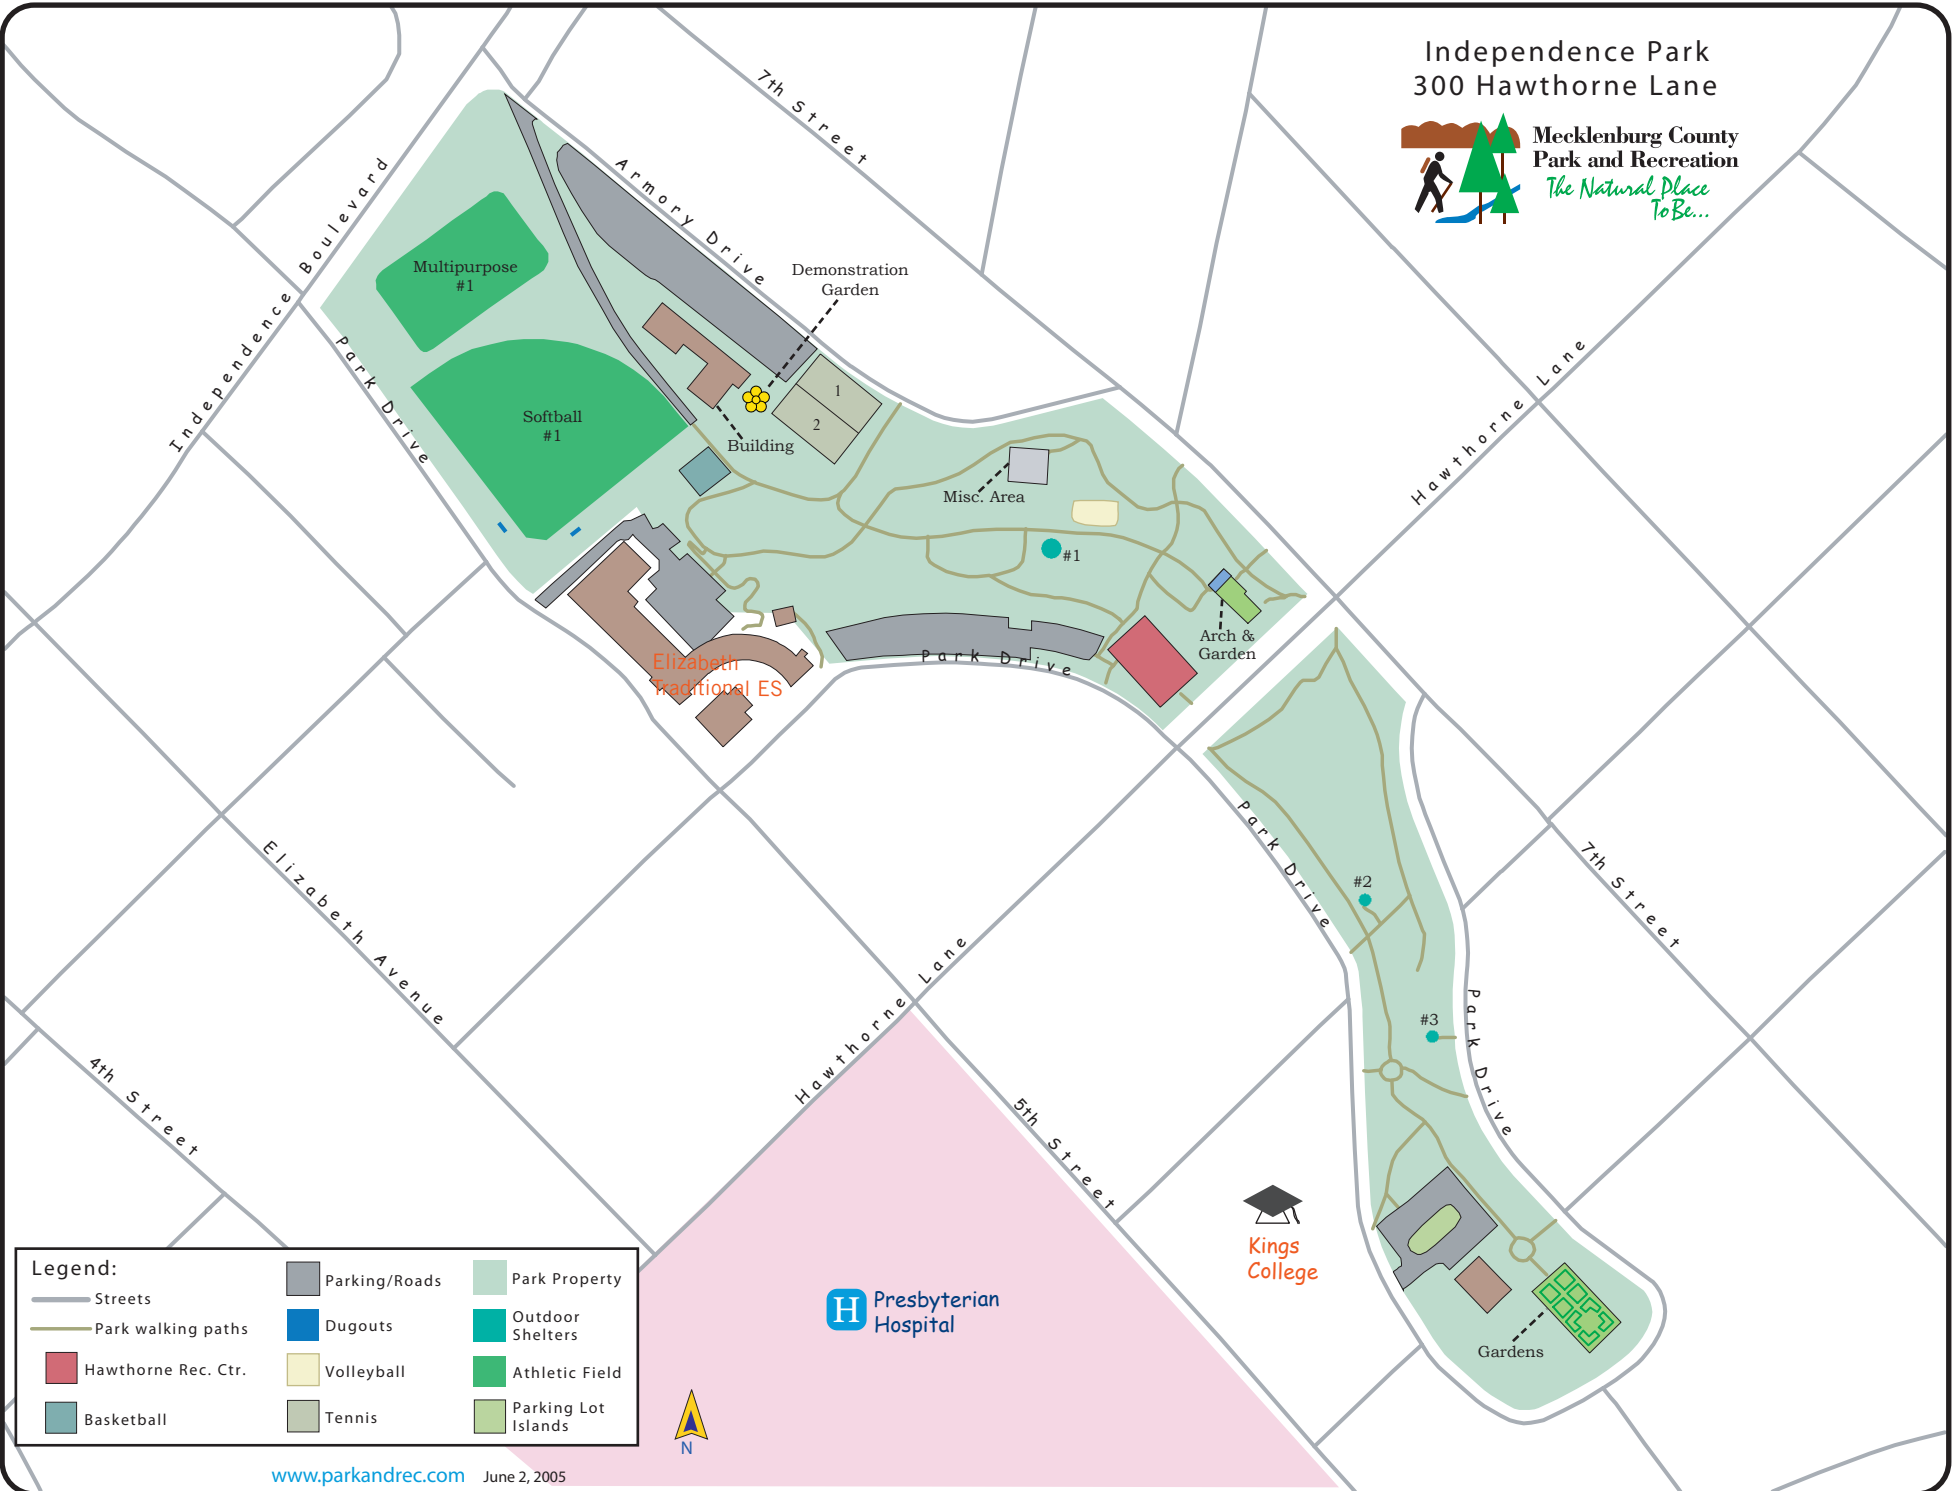 Independence Park
300 Hawthorne Lane
Mecklenburg County
Park and Recreation
The Natural Place
To Be...
7th Street
Armory Drive
Independence Boulevard
Park Drive
Multipurpose
#1
Softball
#1
Demonstration
Garden
1
2
Building
Misc. Area
#1
Hawthorne Lane
Arch &
Garden
Park Drive
Elizabeth
Traditional ES
Park Drive
#2
7th Street
Elizabeth Avenue
Hawthorne Lane
#3
Park Drive
4th Street
5th Street
Kings
College
H
Presbyterian
Hospital
Gardens
Legend:
Streets
Park walking paths
Hawthorne Rec. Ctr.
Basketball
Parking/Roads
Dugouts
Volleyball
Tennis
Park Property
Outdoor
Shelters
Athletic Field
Parking Lot
Islands
N
www.parkandrec.com June 2, 2005